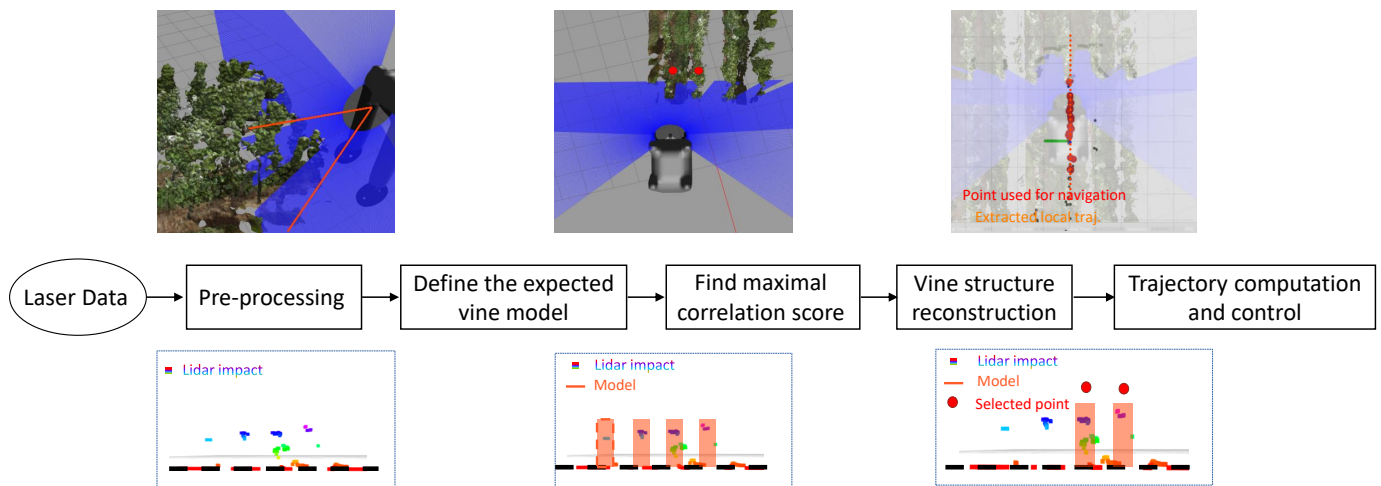 Point used for navigation
Extracted local traj.
Laser Data
Pre-processing
Define the expected
vine model
Find maximal
correlation score
Vine structure
reconstruction
Trajectory computation
and control
Lidar impact
Lidar impact
Model
Lidar impact
Model
Selected point